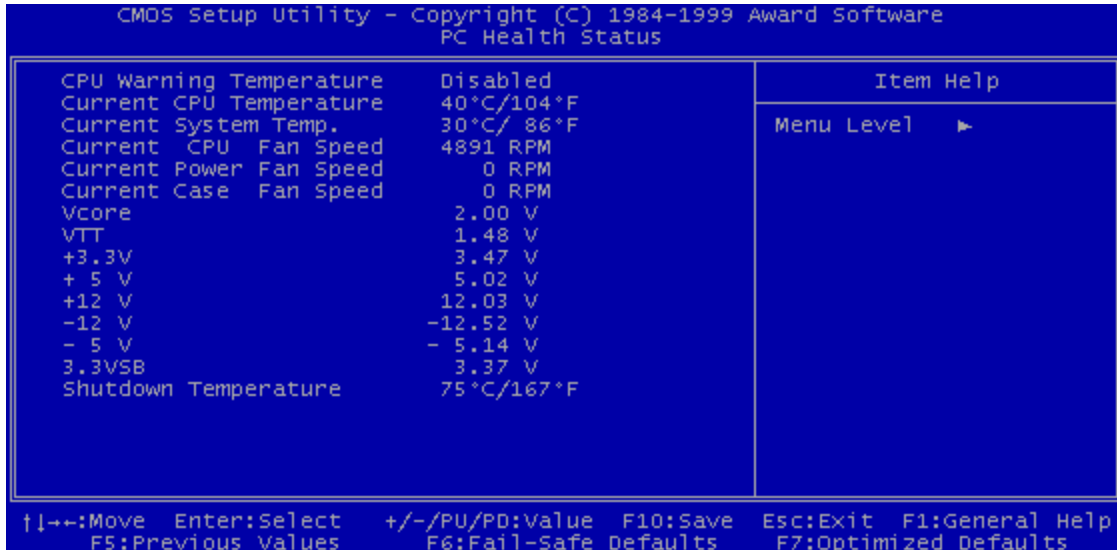 CMOS Setup Utility - Copyright (C) 1984-1999 Award Software
PC Health Status
CPU Warning Temperature Disabled
Current CPU Temperature 40°C/104°F
Current System Temp. 30°C/ 86°F
Current CPU Fan Speed 4891 RPM
Current Power Fan Speed 0 RPM
Current Case Fan Speed 0 RPM
Vcore 2.00 V
VTT 1.48 V
+3.3V 3.47 V
+ 5 V 5.02 V
+12 V 12.03 V
-12 V -12.52 V
- 5 V - 5.14 V
3.3VSB 3.37 V
Shutdown Temperature 75°C/167°F
Item Help
Menu Level ►
↑↓→←:Move Enter:Select +/-/PU/PD:Value F10:Save Esc:Exit F1:General Help
F5:Previous Values F6:Fail-Safe Defaults F7:Optimized Defaults